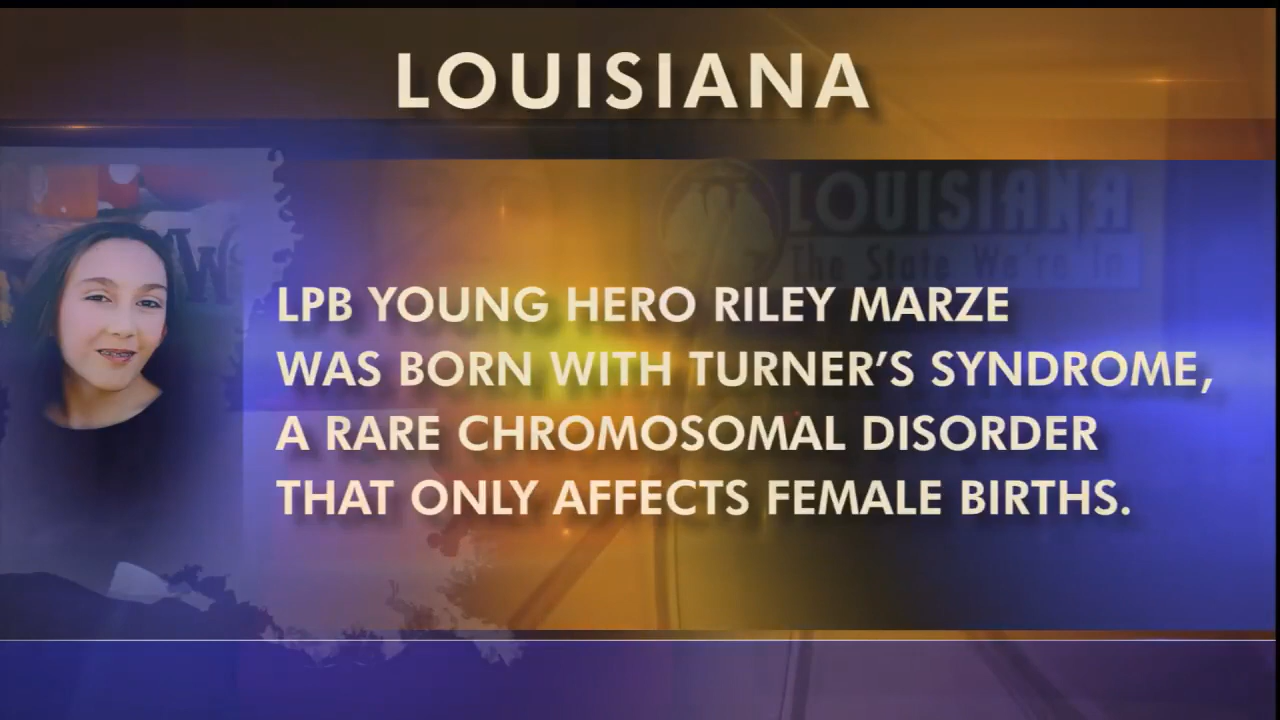 LOUISIANA
LOUISIANA
The State We're In
LPB YOUNG HERO RILEY MARZE
WAS BORN WITH TURNER’S SYNDROME,
A RARE CHROMOSOMAL DISORDER
THAT ONLY AFFECTS FEMALE BIRTHS.